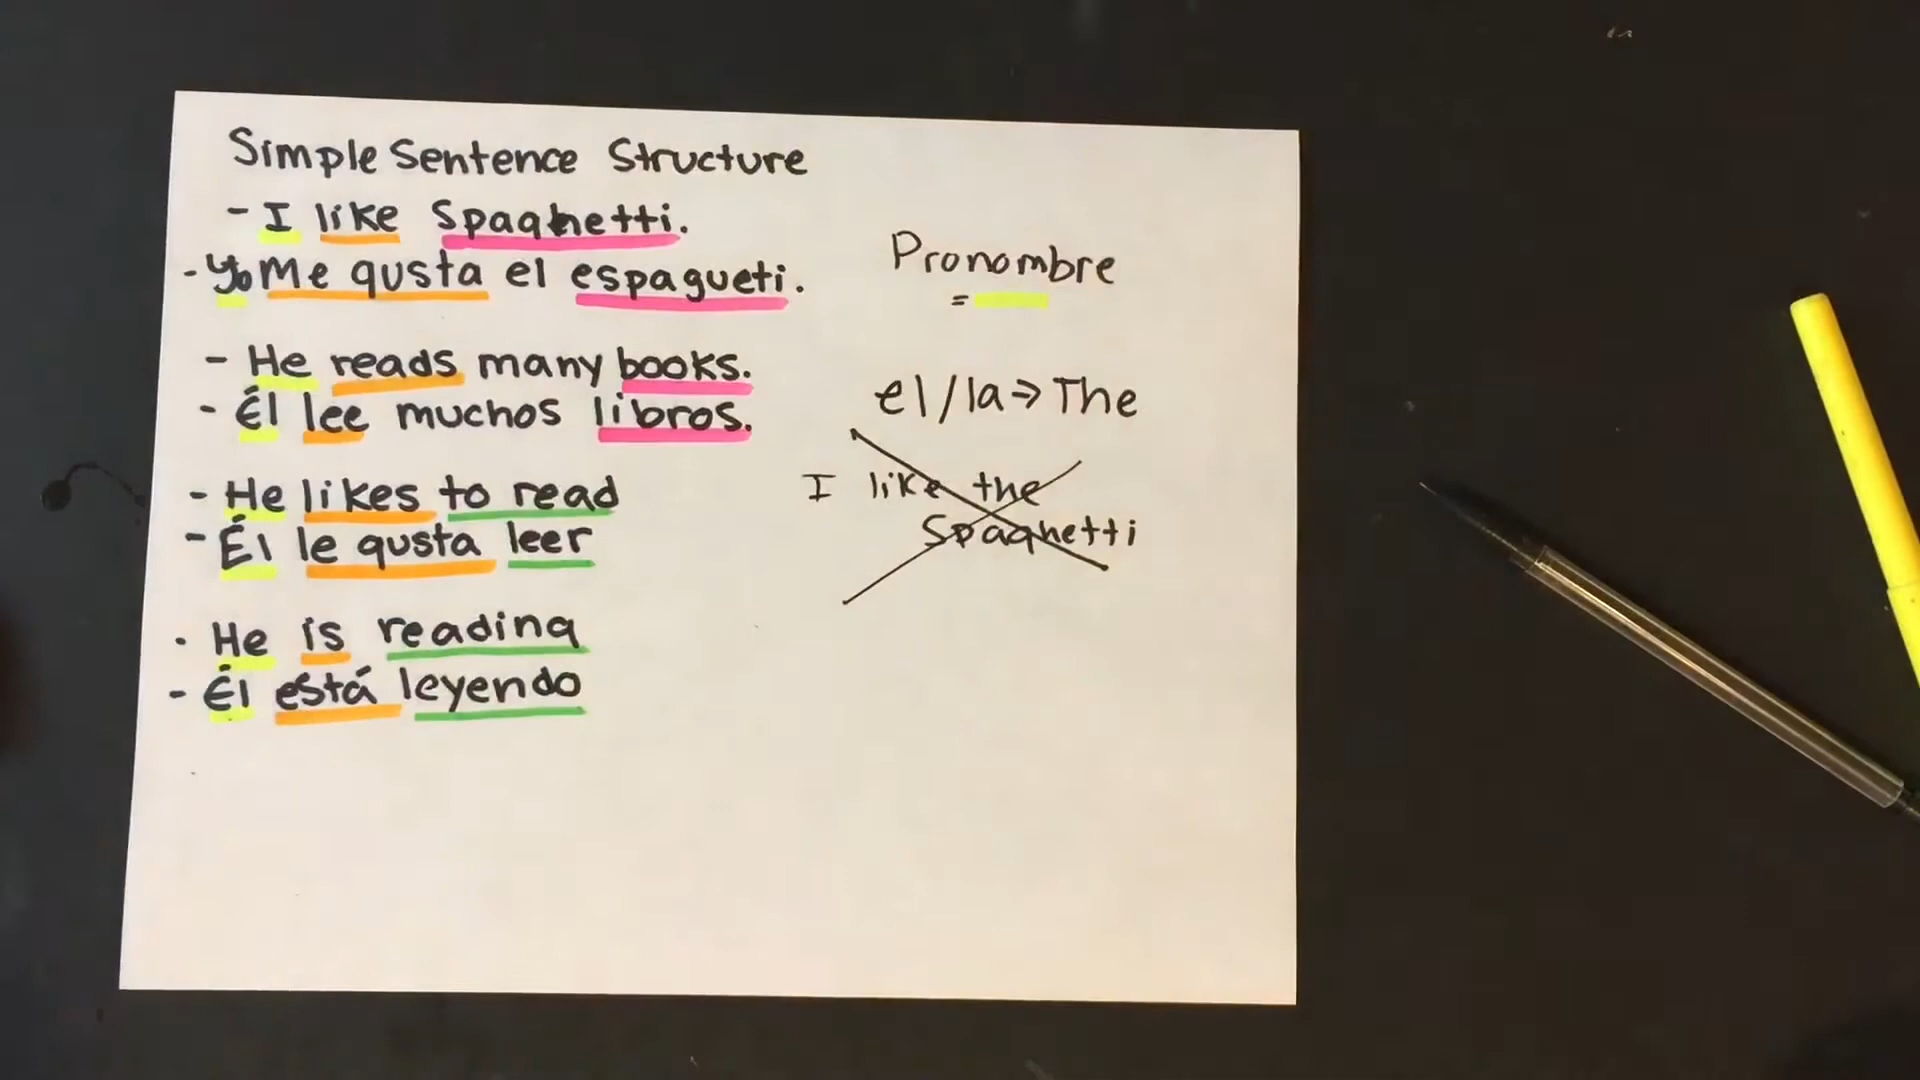 Simple Sentence Structure
- I like Spaghetti.
- Yo Me gusta el espagueti.
- He reads many books.
- Él lee muchos libros.
- He likes to read
- Él le gusta leer
· He is reading
- Él está leyendo
Pronombre
=
el/la → The
I like the
Spaghetti